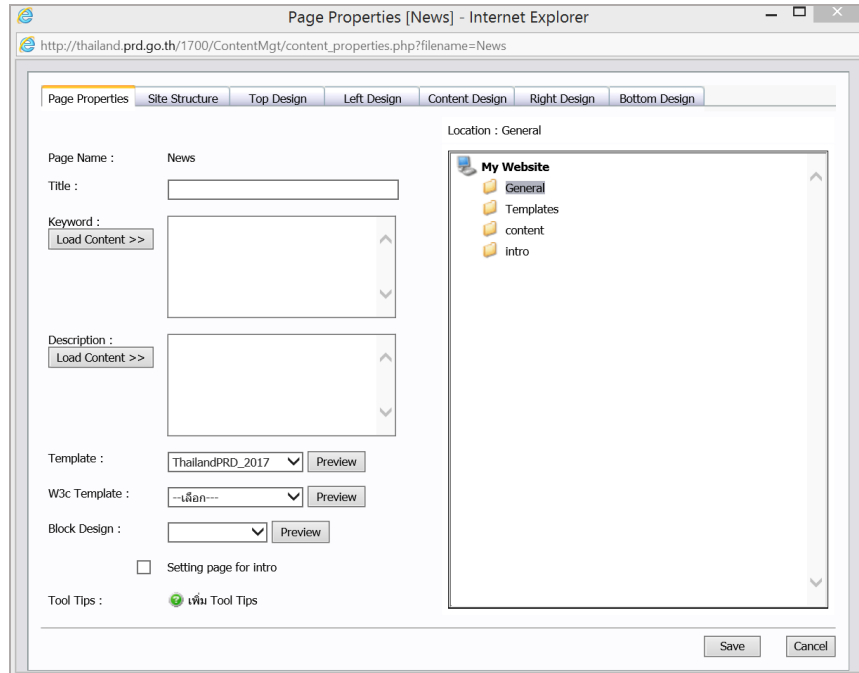 Page Properties [News] - Internet Explorer
http://thailand.prd.go.th/1700/ContentMgt/content_properties.php?filename=News
Page Properties Site Structure Top Design Left Design Content Design Right Design Bottom Design
Location : General
Page Name : News
Title :
Keyword :
Load Content >>
Description :
Load Content >>
Template : ThailandPRD_2017 Preview
W3c Template : --เลือก--- Preview
Block Design : Preview
Setting page for intro
Tool Tips : เพิ่ม Tool Tips
My Website
General
Templates
content
intro
Save Cancel